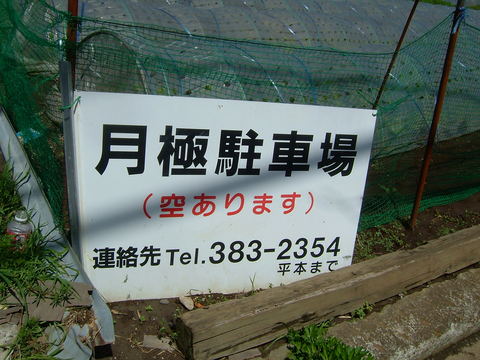 月極駐車場
（空あります）
連絡先 Tel.383-2354
平本まで